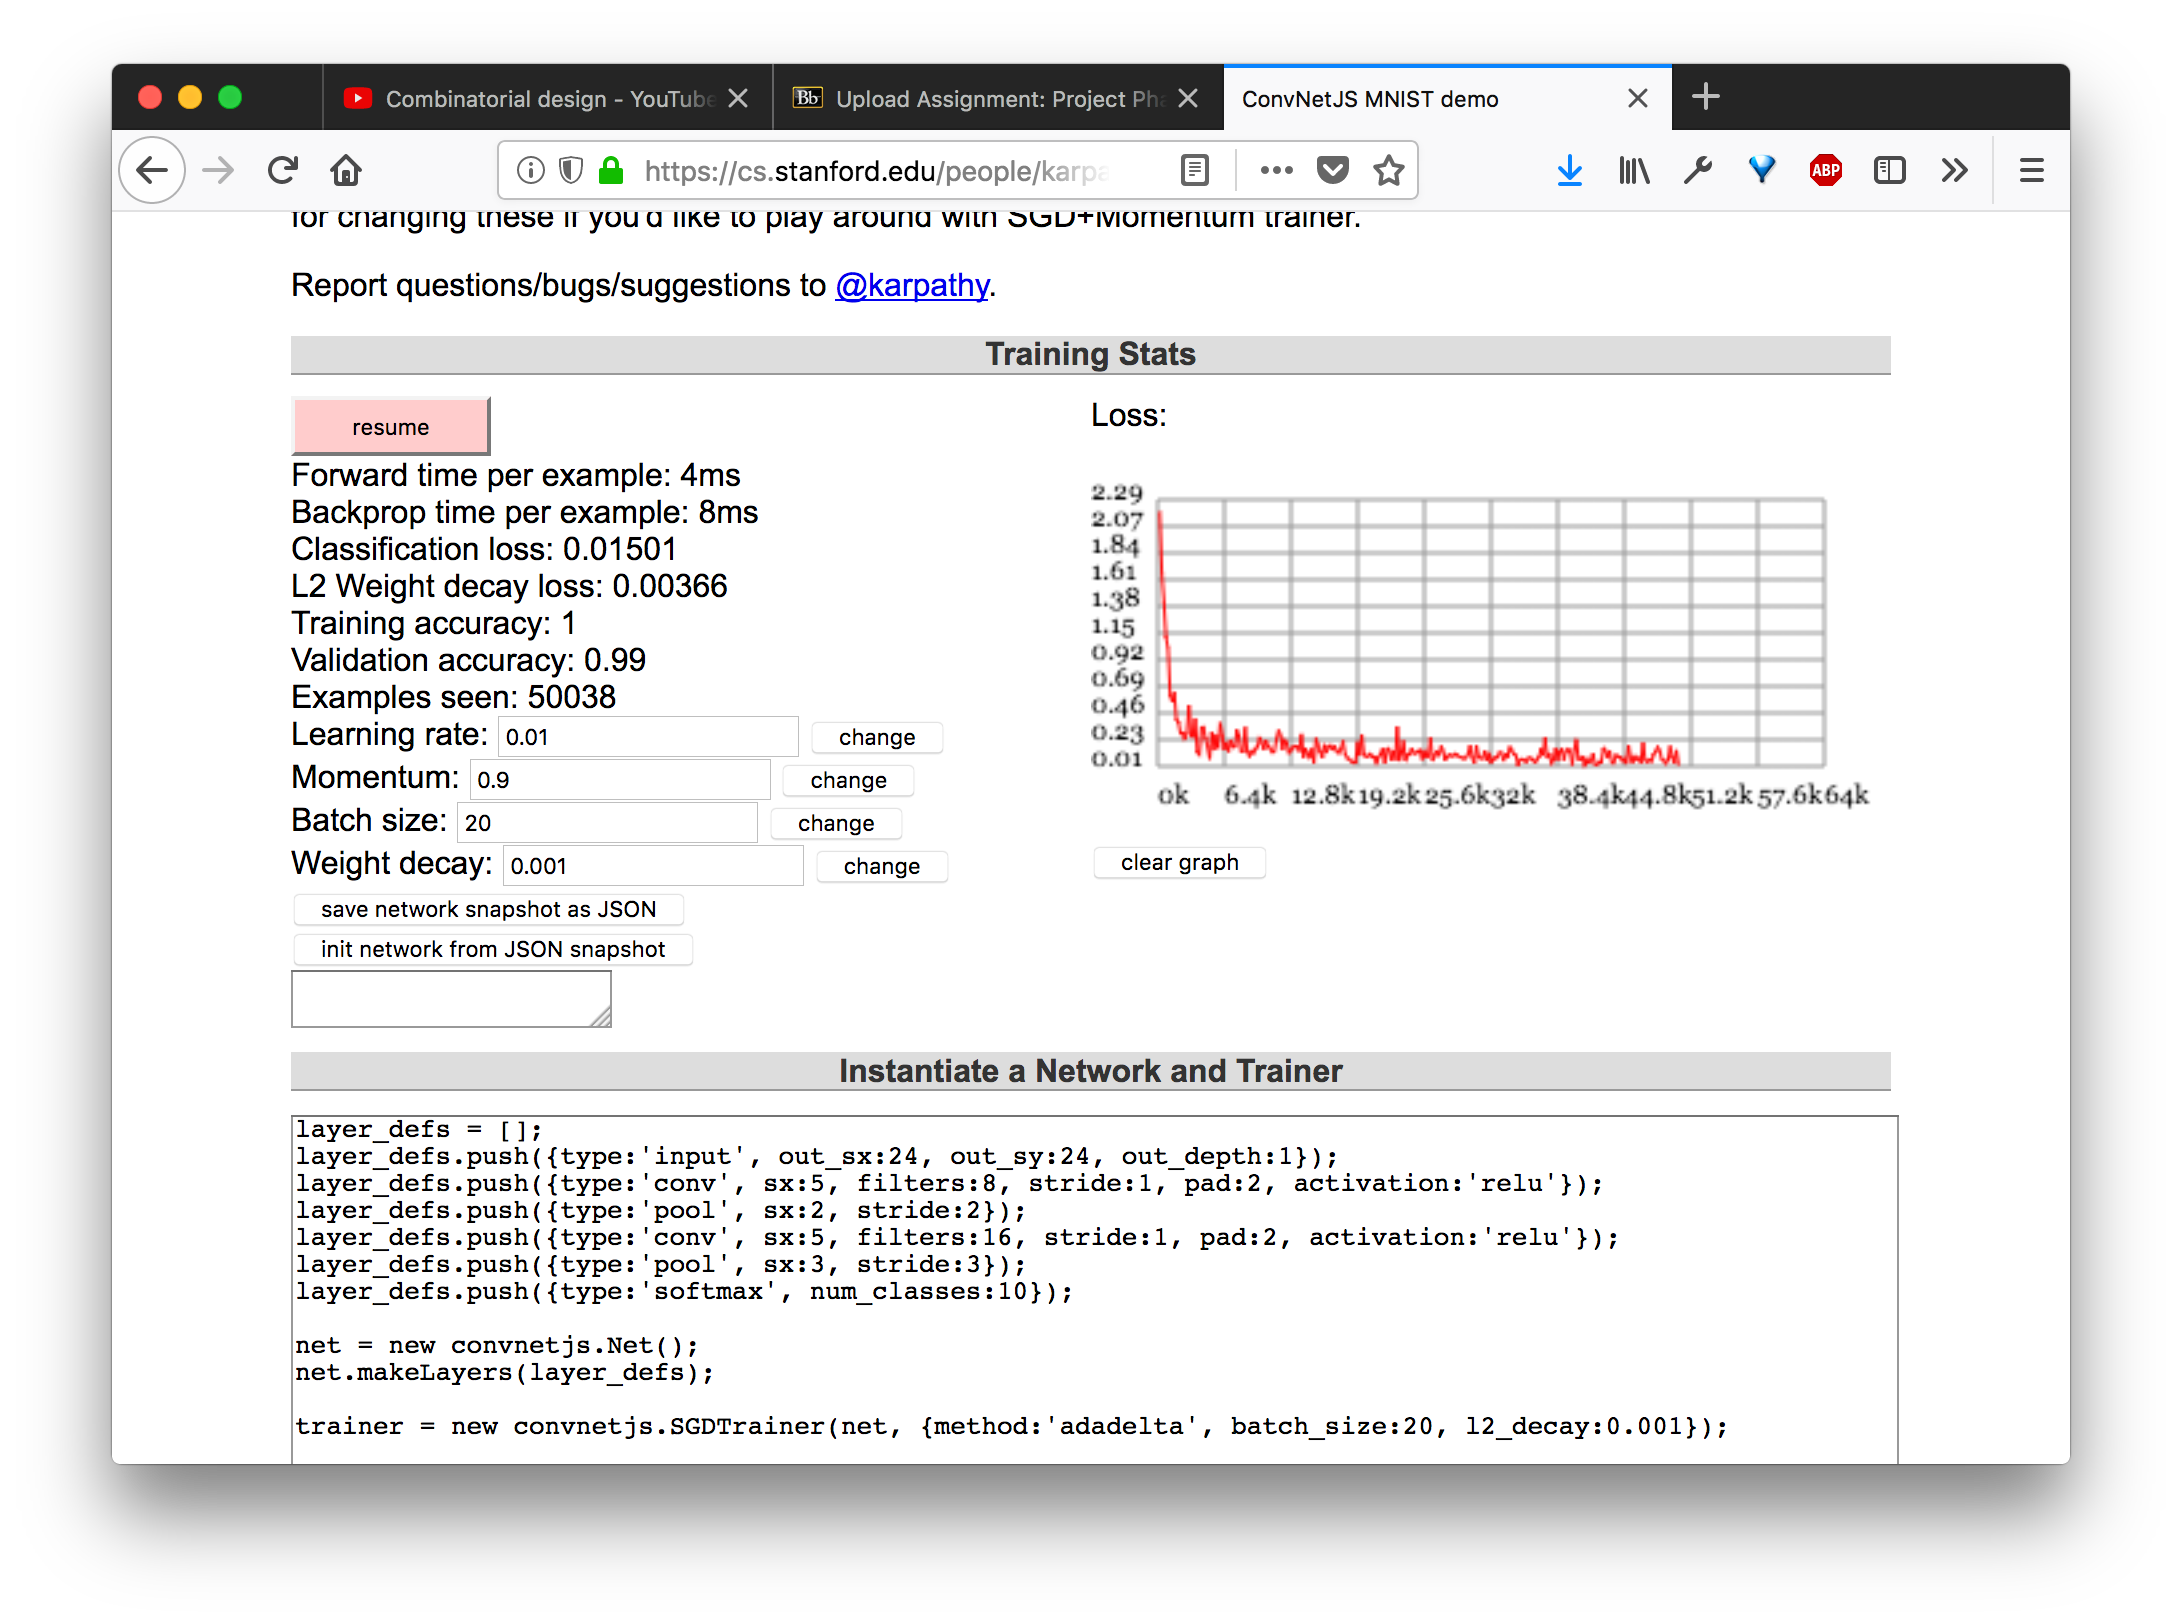 Combinatorial design - YouTube
Upload Assignment: Project Pha
ConvNetJS MNIST demo
https://cs.stanford.edu/people/karpa
ABP
for changing these if you'd like to play around with SGD+Momentum trainer.
Report questions/bugs/suggestions to @karpathy.
Training Stats
resume
Forward time per example: 4ms
Backprop time per example: 8ms
Classification loss: 0.01501
L2 Weight decay loss: 0.00366
Training accuracy: 1
Validation accuracy: 0.99
Examples seen: 50038
Learning rate: 0.01 change
Momentum: 0.9 change
Batch size: 20 change
Weight decay: 0.001 change
save network snapshot as JSON
init network from JSON snapshot
Loss:
2.29
2.07
1.84
1.61
1.38
1.15
0.92
0.69
0.46
0.23
0.01
0k 6.4k 12.8k 19.2k 25.6k 32k 38.4k 44.8k 51.2k 57.6k 64k
clear graph
Instantiate a Network and Trainer
layer_defs = [];
layer_defs.push({type:'input', out_sx:24, out_sy:24, out_depth:1});
layer_defs.push({type:'conv', sx:5, filters:8, stride:1, pad:2, activation:'relu'});
layer_defs.push({type:'pool', sx:2, stride:2});
layer_defs.push({type:'conv', sx:5, filters:16, stride:1, pad:2, activation:'relu'});
layer_defs.push({type:'pool', sx:3, stride:3});
layer_defs.push({type:'softmax', num_classes:10});
net = new convnetjs.Net();
net.makeLayers(layer_defs);
trainer = new convnetjs.SGDTrainer(net, {method:'adadelta', batch_size:20, l2_decay:0.001});